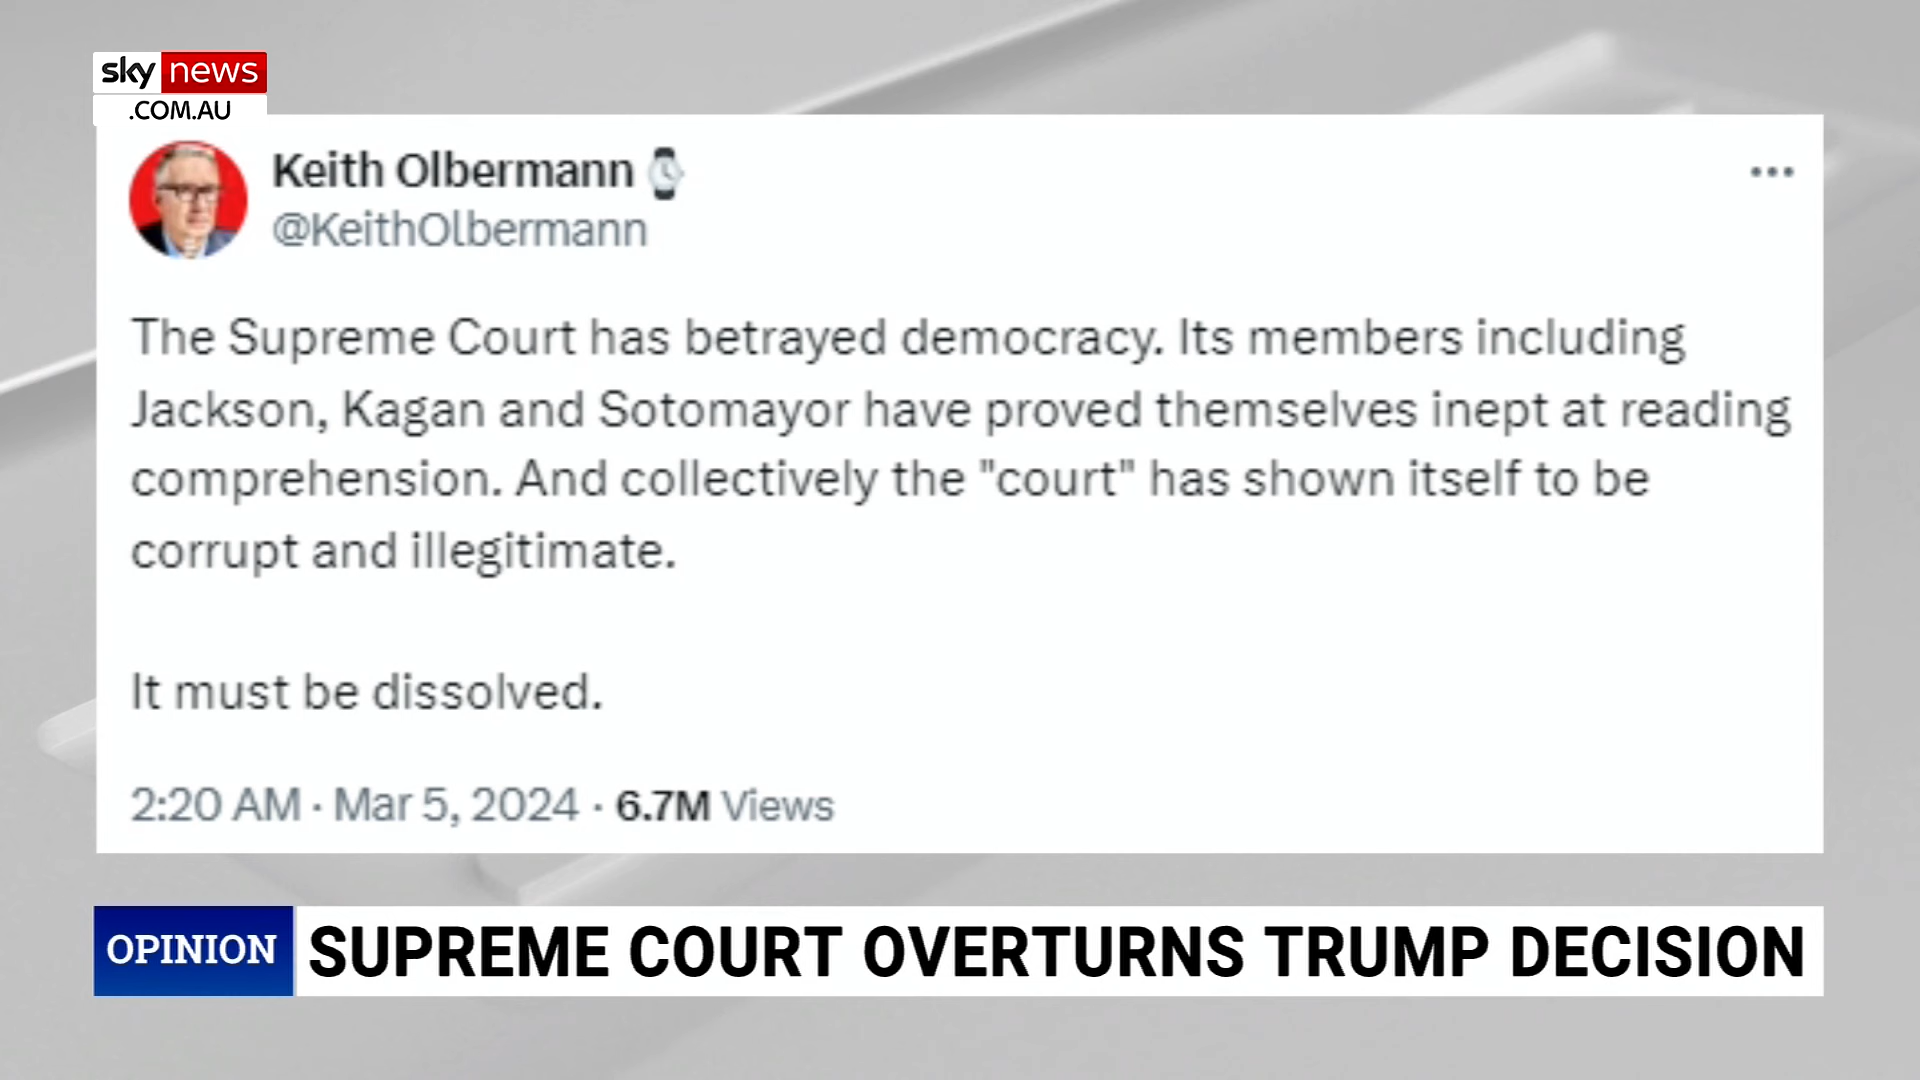 sky news
.COM.AU
Keith Olbermann
@KeithOlbermann
The Supreme Court has betrayed democracy. Its members including
Jackson, Kagan and Sotomayor have proved themselves inept at reading
comprehension. And collectively the "court" has shown itself to be
corrupt and illegitimate.
It must be dissolved.
2:20 AM · Mar 5, 2024 · 6.7M Views
OPINION SUPREME COURT OVERTURNS TRUMP DECISION